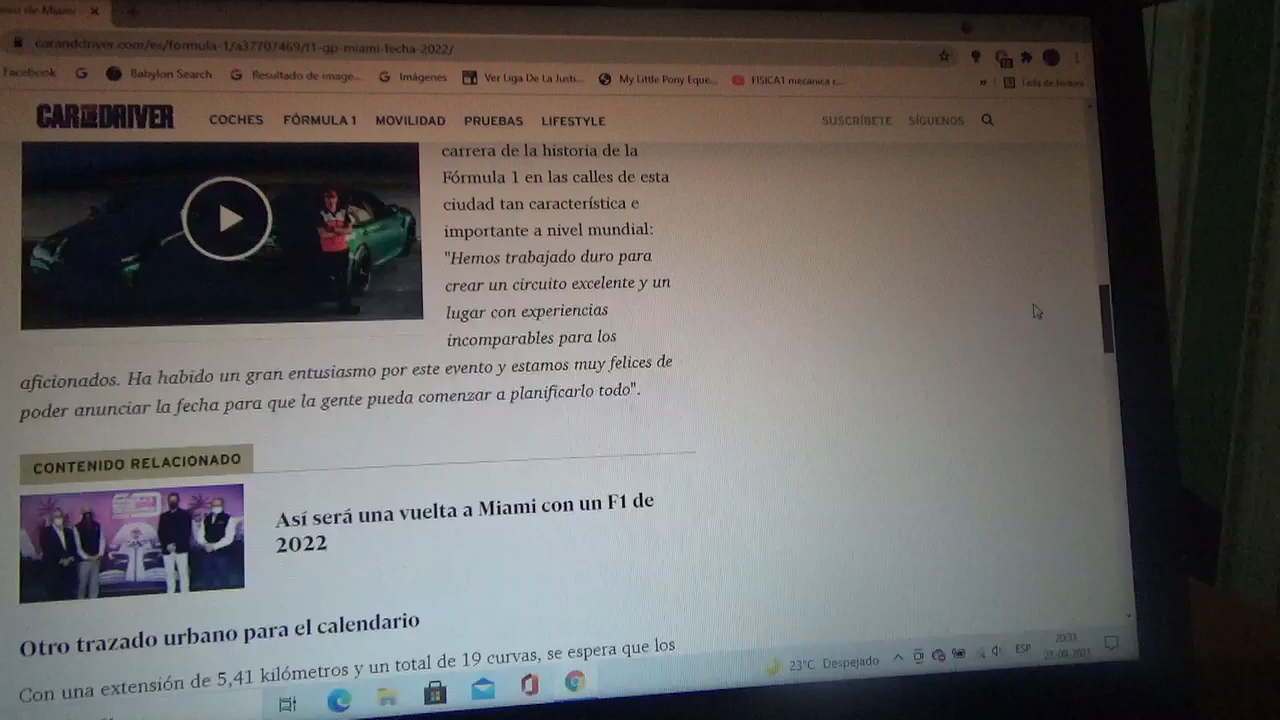 caranddriver.com/es/formula-1/a37707469/f1-gp-miami-fecha-2022/
Facebook
Babylon Search
Resultado de image...
Imágenes
Ver Liga De La Justi...
My Little Pony Eque...
FISICA1 mecanica c...
Lista de lectura
CAR AND DRIVER
COCHES FÓRMULA 1 MOVILIDAD PRUEBAS LIFESTYLE
SUSCRÍBETE SÍGUENOS
carrera de la historia de la
Fórmula 1 en las calles de esta
ciudad tan característica e
importante a nivel mundial:
"Hemos trabajado duro para
crear un circuito excelente y un
lugar con experiencias
incomparables para los
aficionados. Ha habido un gran entusiasmo por este evento y estamos muy felices de
poder anunciar la fecha para que la gente pueda comenzar a planificarlo todo".
CONTENIDO RELACIONADO
Así será una vuelta a Miami con un F1 de
2022
Otro trazado urbano para el calendario
Con una extensión de 5,41 kilómetros y un total de 19 curvas, se espera que los
23°C Despejado
ESP